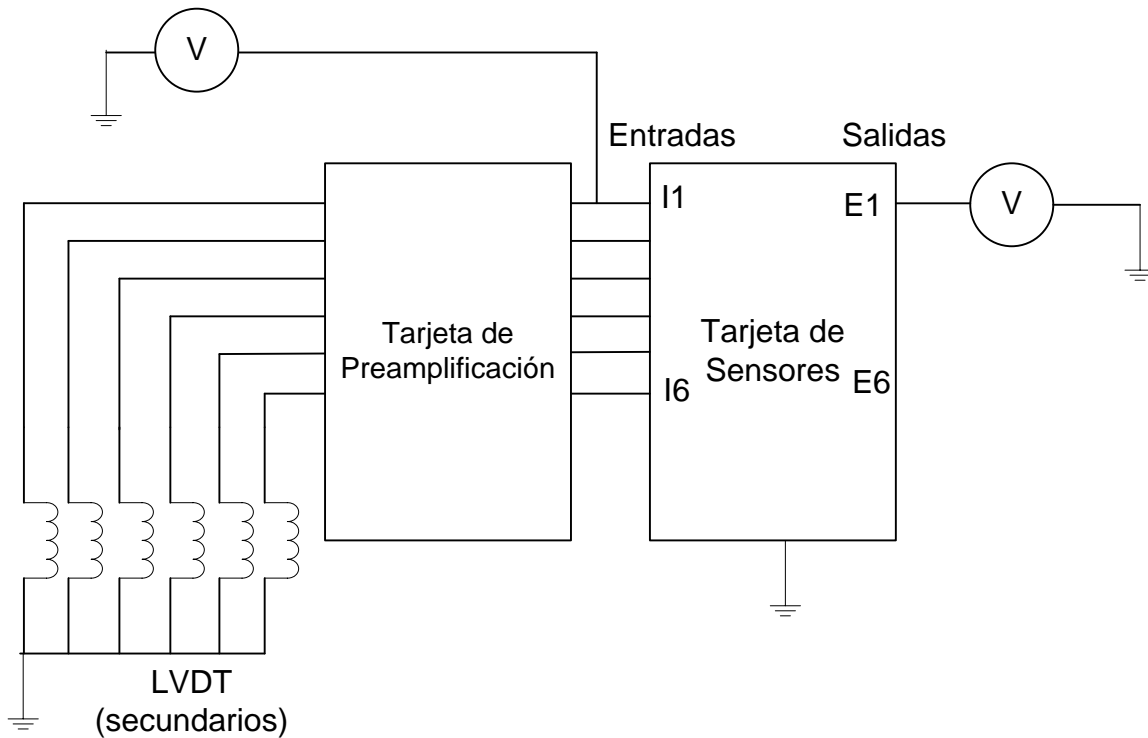 V
Entradas
Salidas
I1
E1
V
Tarjeta de
Preamplificación
Tarjeta de
Sensores
I6
E6
LVDT
(secundarios)